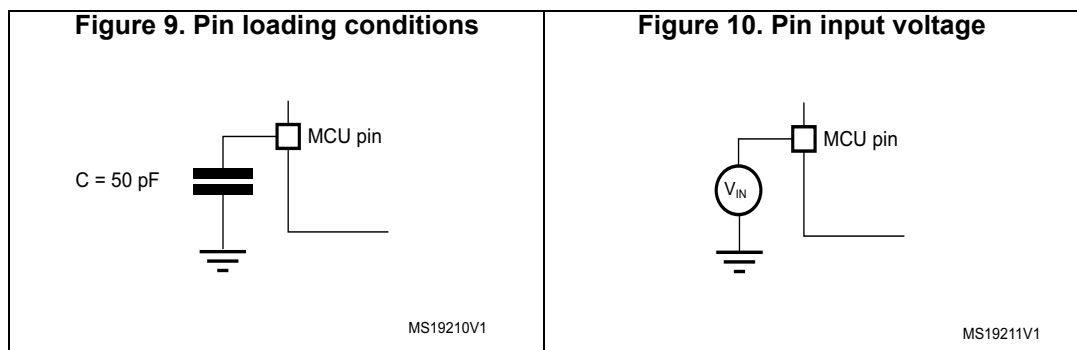 Figure 9. Pin loading conditions
MCU pin
C = 50 pF
MS19210V1
Figure 10. Pin input voltage
MCU pin
VIN
MS19211V1